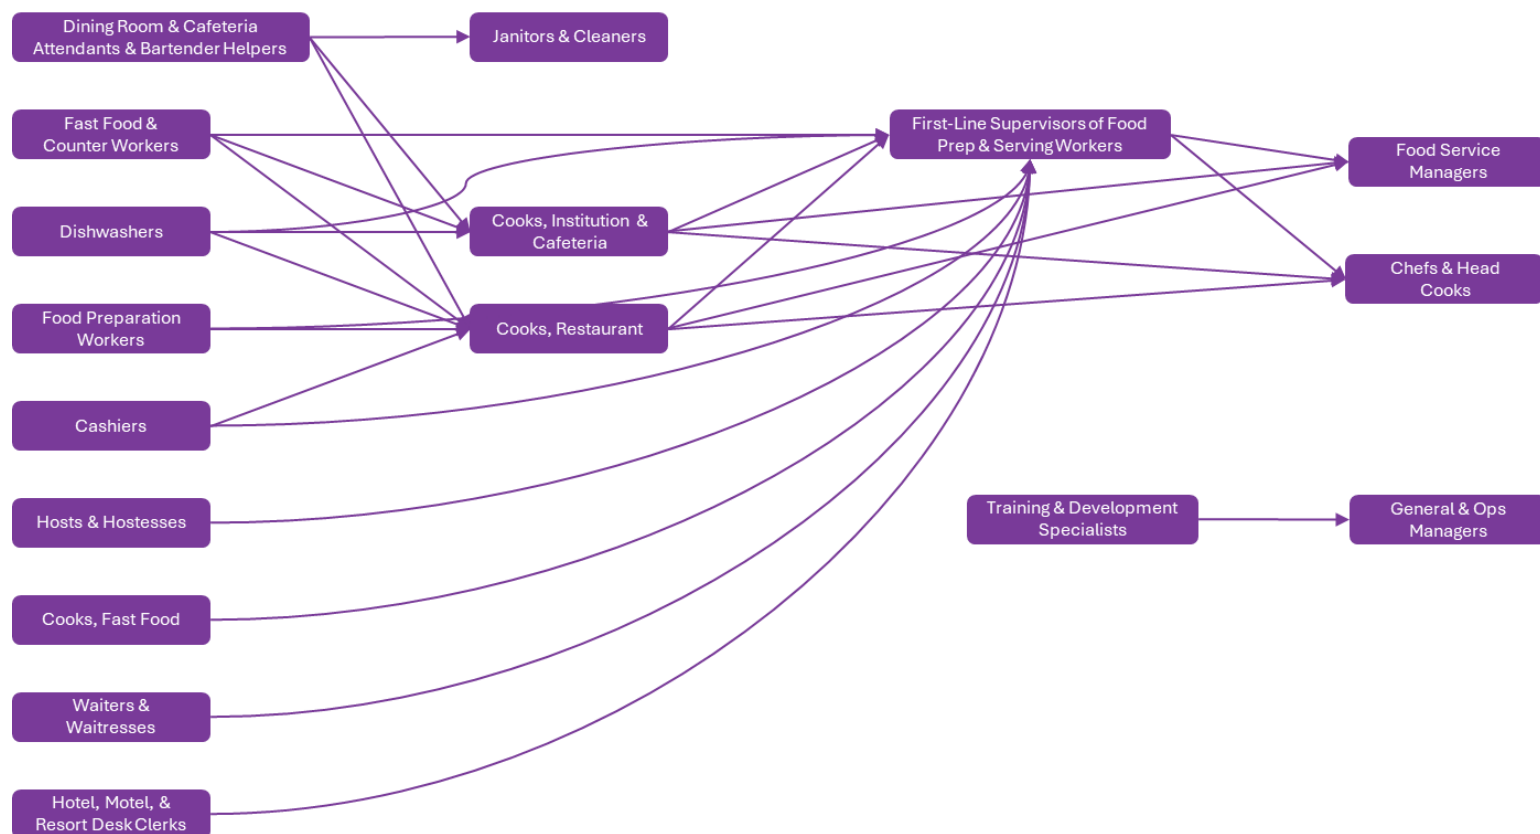 Dining Room & Cafeteria
Attendants & Bartender Helpers
Janitors & Cleaners
Fast Food &
Counter Workers
First-Line Supervisors of Food
Prep & Serving Workers
Food Service
Managers
Dishwashers
Cooks, Institution &
Cafeteria
Chefs & Head
Cooks
Food Preparation
Workers
Cooks, Restaurant
Cashiers
Hosts & Hostesses
Training & Development
Specialists
General & Ops
Managers
Cooks, Fast Food
Waiters &
Waitresses
Hotel, Motel, &
Resort Desk Clerks